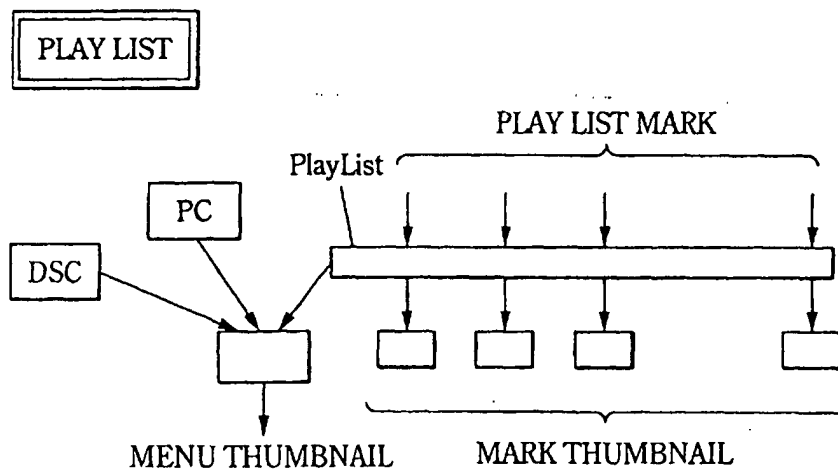 PLAY LIST
PLAY LIST MARK
PlayList
PC
DSC
MENU THUMBNAIL
MARK THUMBNAIL